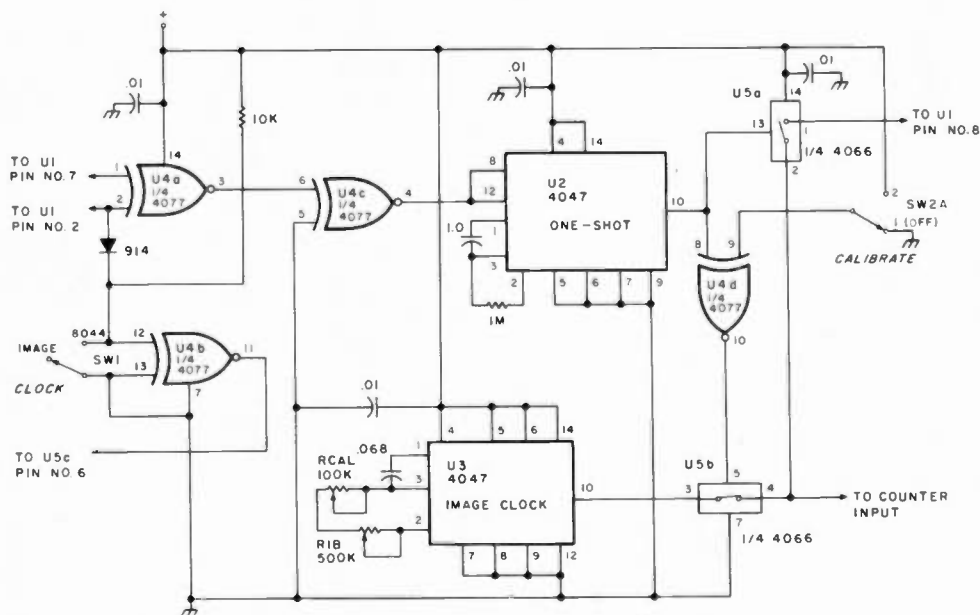 +
.01
14
10K
TO U1
PIN NO.7
1
2
U4a
1/4
4077
3
TO U1
PIN NO.2
914
8044
IMAGE
SW1
CLOCK
12
13
U4b
1/4
4077
11
7
TO U5c
PIN NO.6
6
5
U4c
1/4
4077
4
.01
4
14
8
12
1.0
1
3
2
1M
U2
4047
ONE-SHOT
10
5
6
7
9
U5a
.01
14
13
1
2
1/4 4066
TO U1
PIN NO.8
2
SW2A
1 (OFF)
CALIBRATE
8
9
U4d
1/4
4077
10
.01
4
5
6
14
.068
1
RCAL
100K
3
2
R1B
500K
U3
4047
IMAGE CLOCK
10
7
8
9
12
U5b
5
3
4
7
1/4 4066
TO COUNTER
INPUT